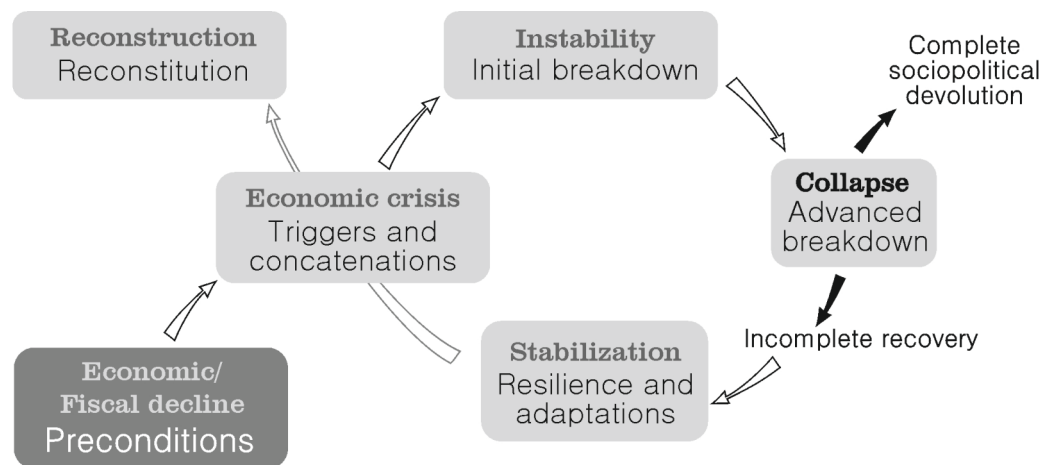 Reconstruction
Reconstitution
Instability
Initial breakdown
Complete
sociopolitical
devolution
Economic crisis
Triggers and
concatenations
Collapse
Advanced
breakdown
Incomplete recovery
Stabilization
Resilience and
adaptations
Economic/
Fiscal decline
Preconditions